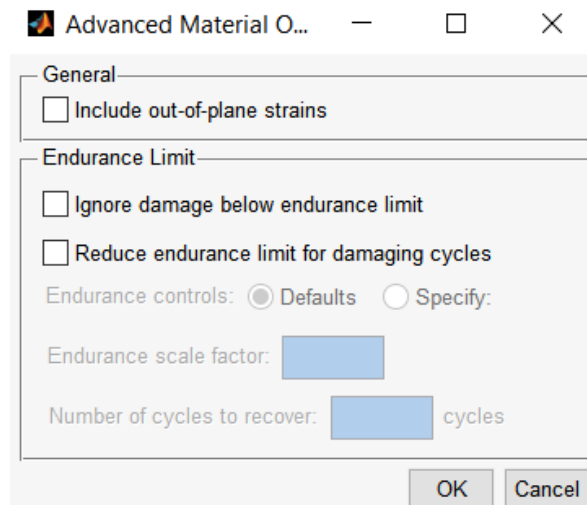 Advanced Material O...
General
Include out-of-plane strains
Endurance Limit
Ignore damage below endurance limit
Reduce endurance limit for damaging cycles
Endurance controls: Defaults Specify:
Endurance scale factor:
Number of cycles to recover: cycles
OK Cancel